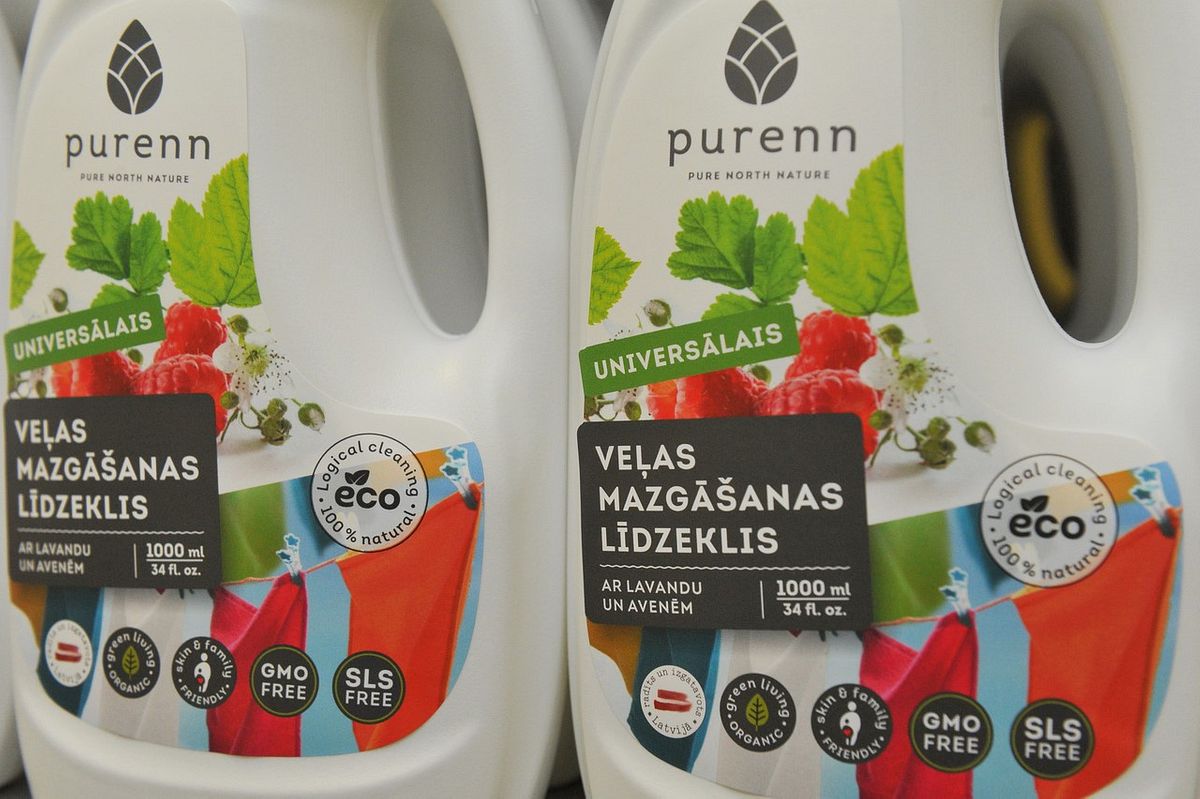 purenn
PURE NORTH NATURE
UNIVERSĀLAIS
VEĻAS
MAZGĀŠANAS
LĪDZEKLIS
AR LAVANDU
UN AVENĒM
1000 ml
34 fl. oz.
Logical cleaning
eco
100% natural
Latvijā
green living
ORGANIC
skin & family
FRIENDLY
GMO
FREE
SLS
FREE
purenn
PURE NORTH NATURE
UNIVERSĀLAIS
VEĻAS
MAZGĀŠANAS
LĪDZEKLIS
AR LAVANDU
UN AVENĒM
1000 ml
34 fl. oz.
Logical cleaning
eco
100% natural
radīts un izgatavots
Latvijā
green living
ORGANIC
skin & family
FRIENDLY
GMO
FREE
SLS
FREE